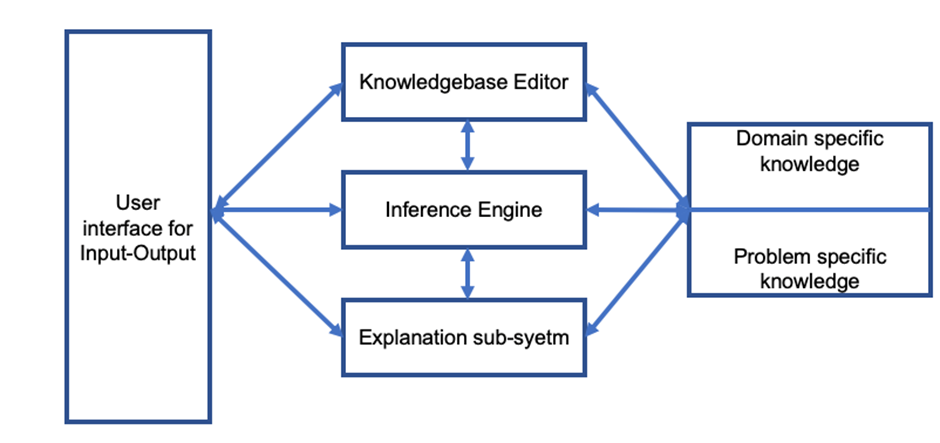 Knowledgebase Editor
Domain specific
knowledge
User
interface for
Input-Output
Inference Engine
Problem specific
knowledge
Explanation sub-syetm